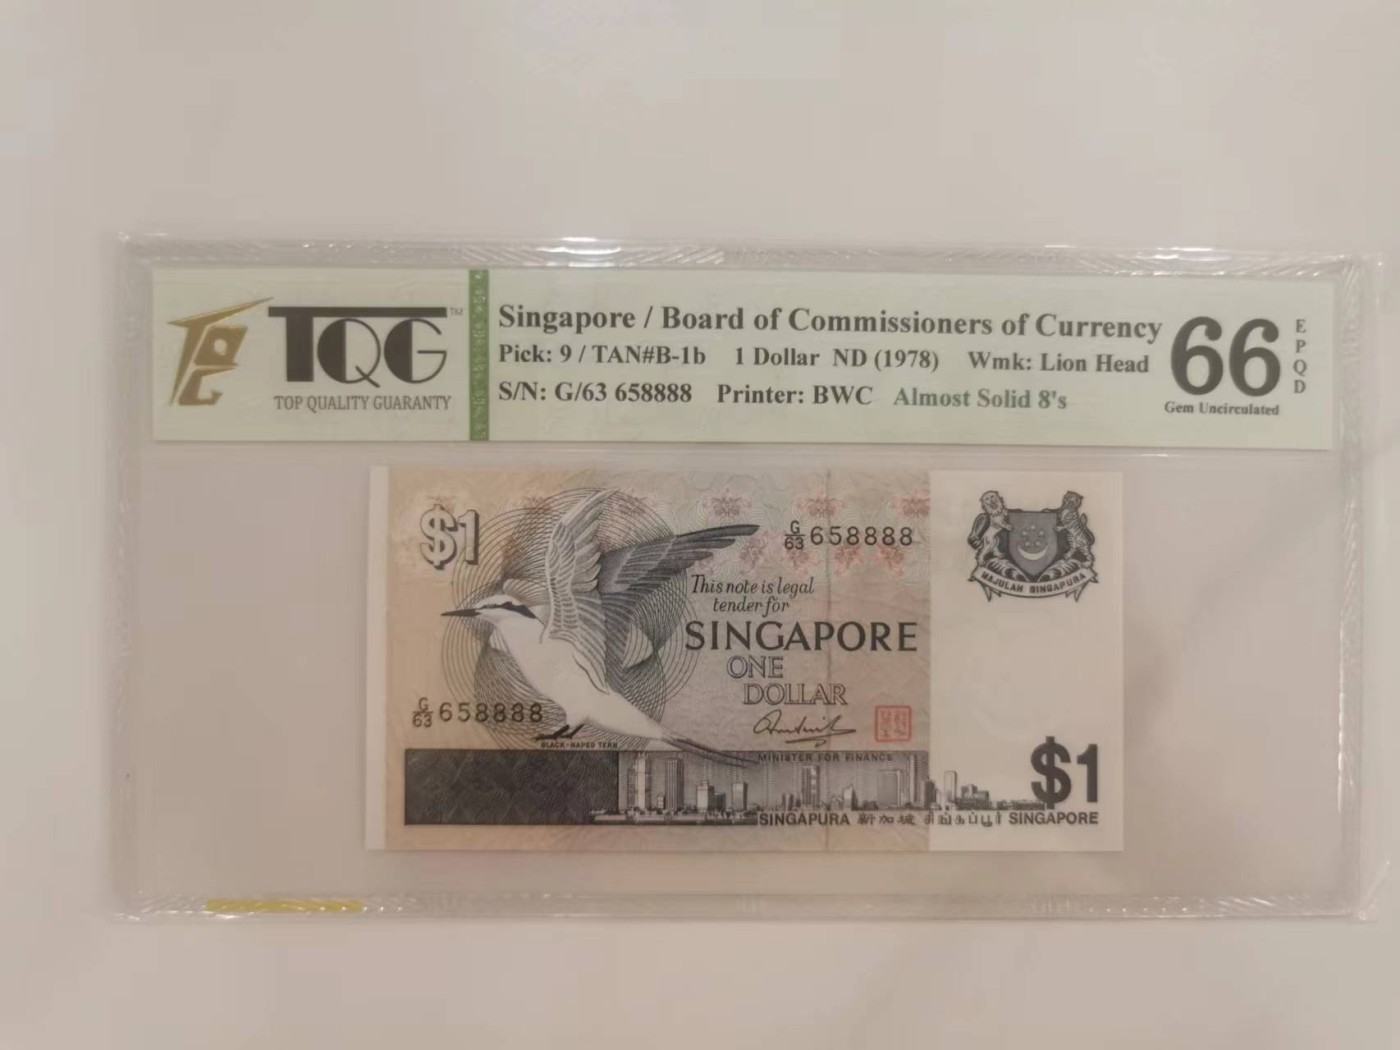 TQG™
TOP QUALITY GUARANTY
Singapore / Board of Commissioners of Currency
Pick: 9 / TAN#B-1b 1 Dollar ND (1978) Wmk: Lion Head
S/N: G/63 658888 Printer: BWC Almost Solid 8's
66
Gem Uncirculated
EPQD
$1
G/63 658888
This note is legal
tender for
SINGAPORE
ONE
DOLLAR
MAJULAH SINGAPURA
G/63 658888
BLACK-NAPED TERN
MINISTER FOR FINANCE
$1
SINGAPURA 新加坡 சிங்கப்பூர் SINGAPORE